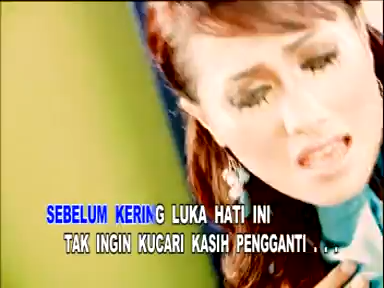 SEBELUM KERING LUKA HATI INI
TAK INGIN KUCARI KASIH PENGGANTI . . .